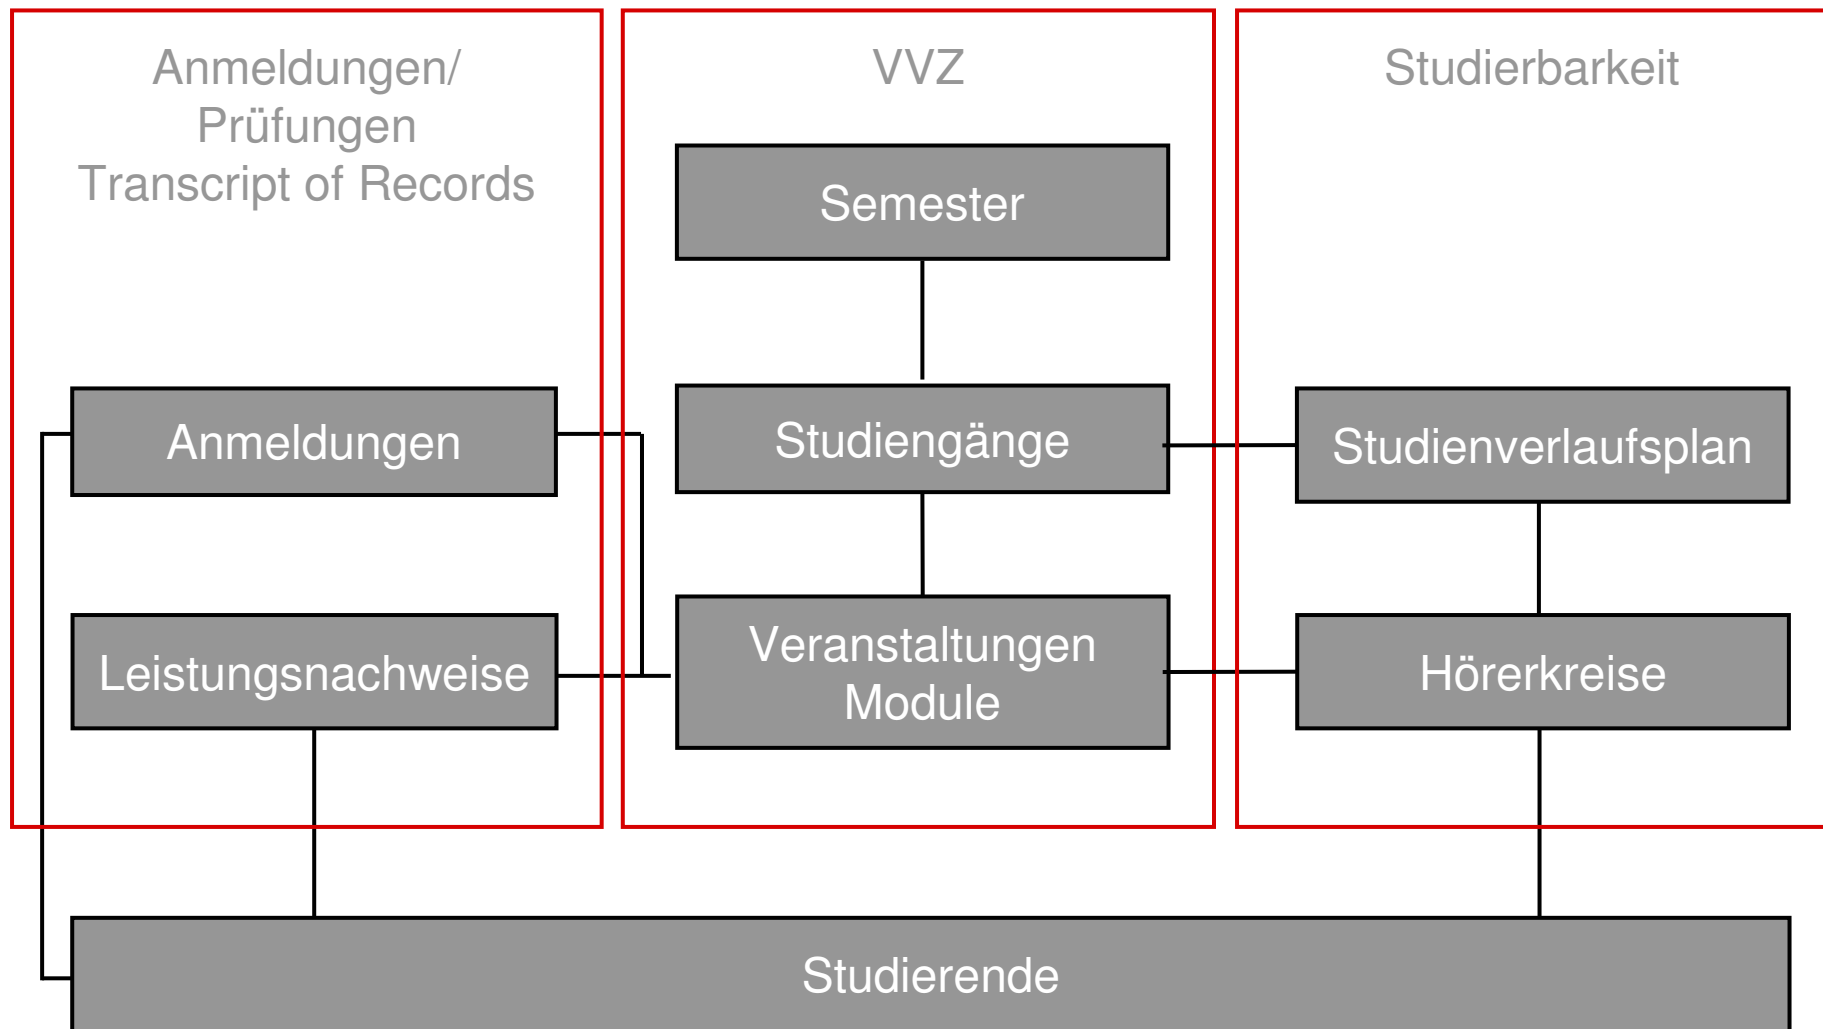 Anmeldungen/
Prüfungen
Transcript of Records
Anmeldungen
Leistungsnachweise
VVZ
Semester
Studiengänge
Veranstaltungen
Module
Studierbarkeit
Studienverlaufsplan
Hörerkreise
Studierende